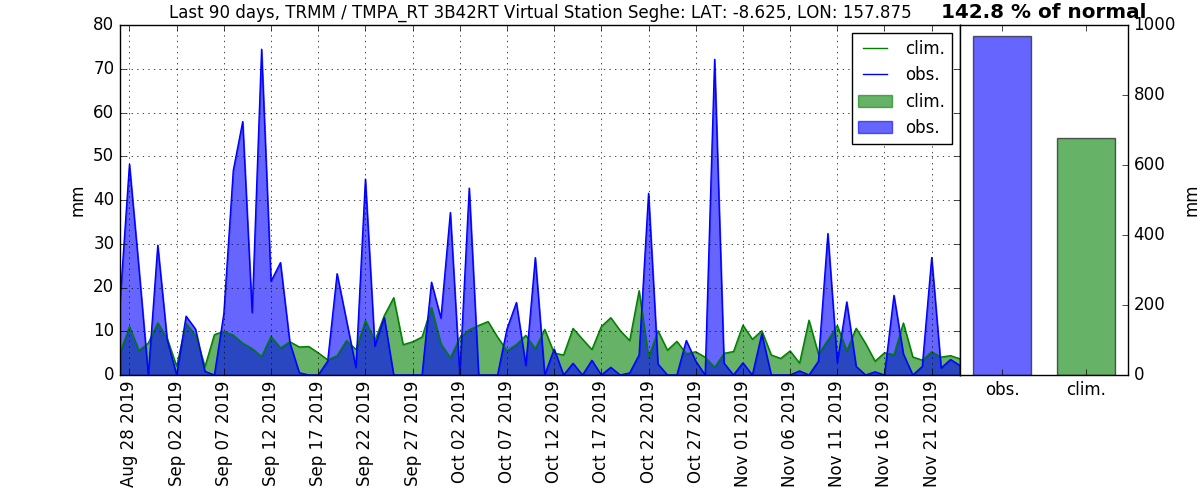 Last 90 days, TRMM / TMPA_RT 3B42RT Virtual Station Seghe: LAT: -8.625, LON: 157.875
142.8 % of normal
80
70
60
50
40
30
20
10
0
mm
clim.
obs.
clim.
obs.
Aug 28 2019
Sep 02 2019
Sep 07 2019
Sep 12 2019
Sep 17 2019
Sep 22 2019
Sep 27 2019
Oct 02 2019
Oct 07 2019
Oct 12 2019
Oct 17 2019
Oct 22 2019
Oct 27 2019
Nov 01 2019
Nov 06 2019
Nov 11 2019
Nov 16 2019
Nov 21 2019
1000
800
600
400
200
0
mm
obs.
clim.